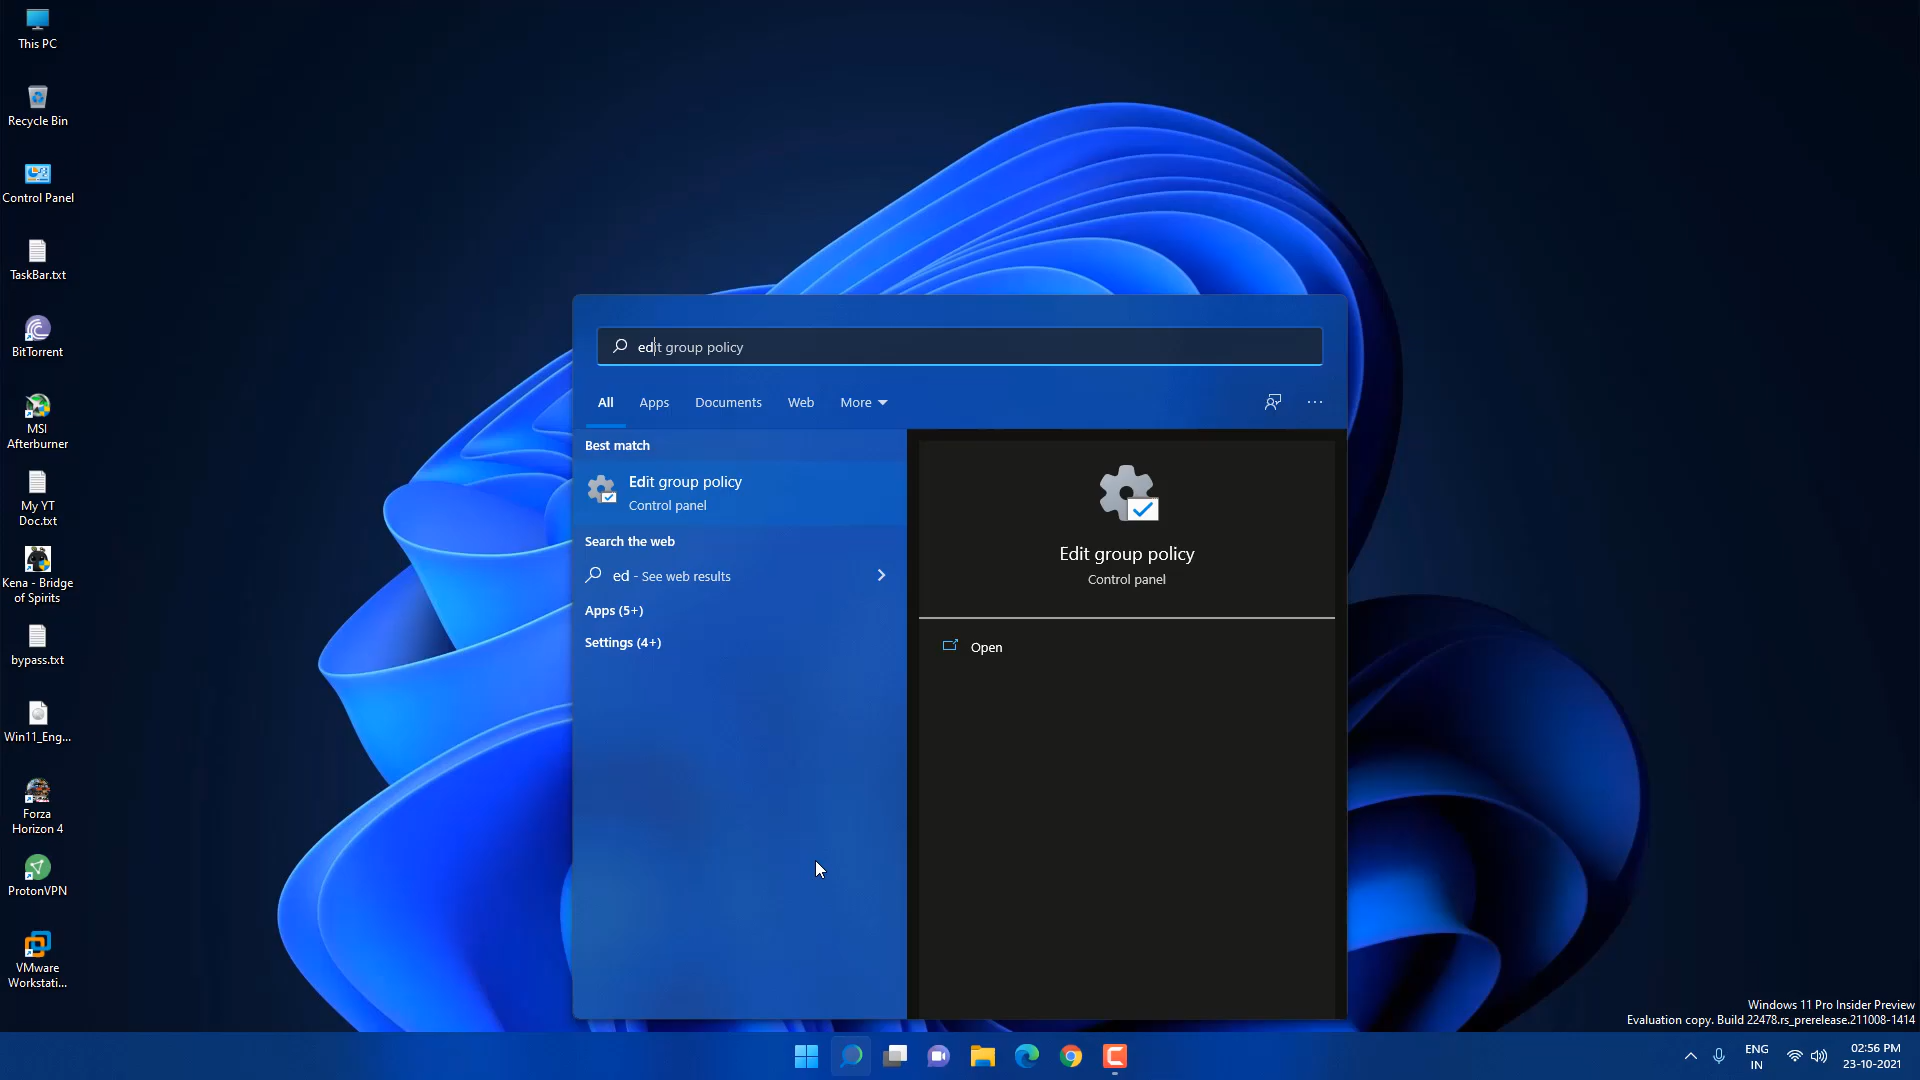 This PC
Recycle Bin
Control Panel
TaskBar.txt
BitTorrent
MSI
Afterburner
My YT
Doc.txt
Kena - Bridge
of Spirits
bypass.txt
Win11_Eng...
Forza
Horizon 4
ProtonVPN
VMware
Workstati...
edit group policy
All
Apps
Documents
Web
More
Best match
Edit group policy
Control panel
Search the web
ed - See web results
Apps (5+)
Settings (4+)
Edit group policy
Control panel
Open
Windows 11 Pro Insider Preview
Evaluation copy. Build 22478.rs_prerelease.211008-1414
ENG
IN
02:56 PM
23-10-2021